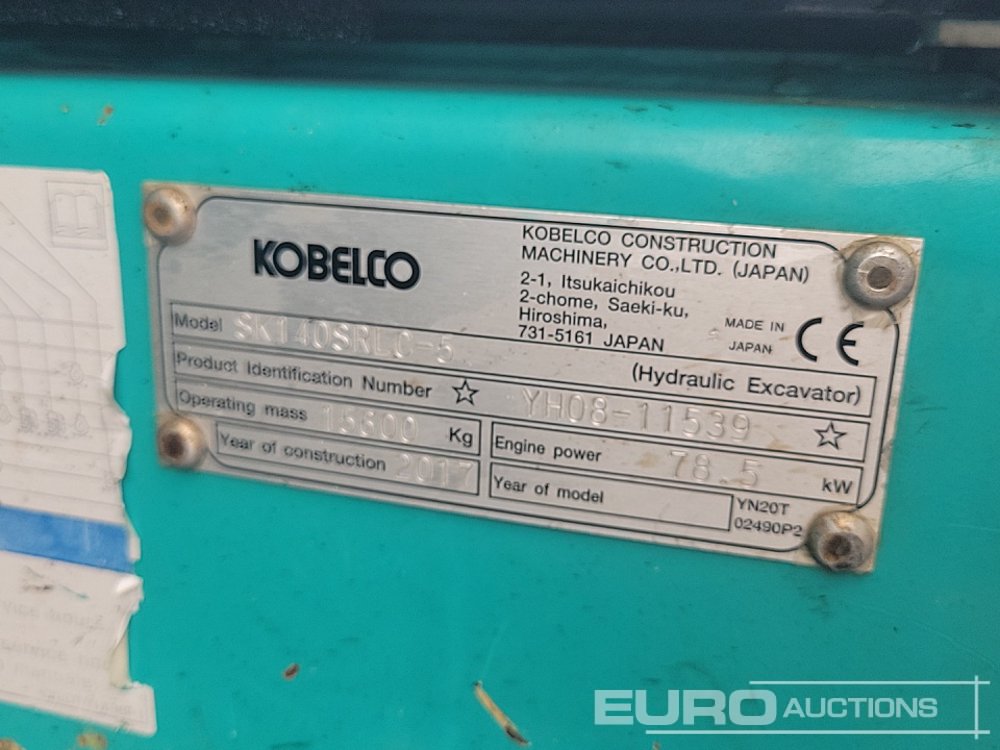 KOBELCO
KOBELCO CONSTRUCTION
MACHINERY CO.,LTD. (JAPAN)
2-1, Itsukaichikou
2-chome, Saeki-ku,
Hiroshima,
731-5161 JAPAN
MADE IN
JAPAN
CE
Model SK140SRLC-5
(Hydraulic Excavator)
Product Identification Number ☆ YH08-11539 ☆
Operating mass 15600 Kg
Engine power 78.5 kW
Year of construction 2017
Year of model
YN20T
02490P2
EURO AUCTIONS